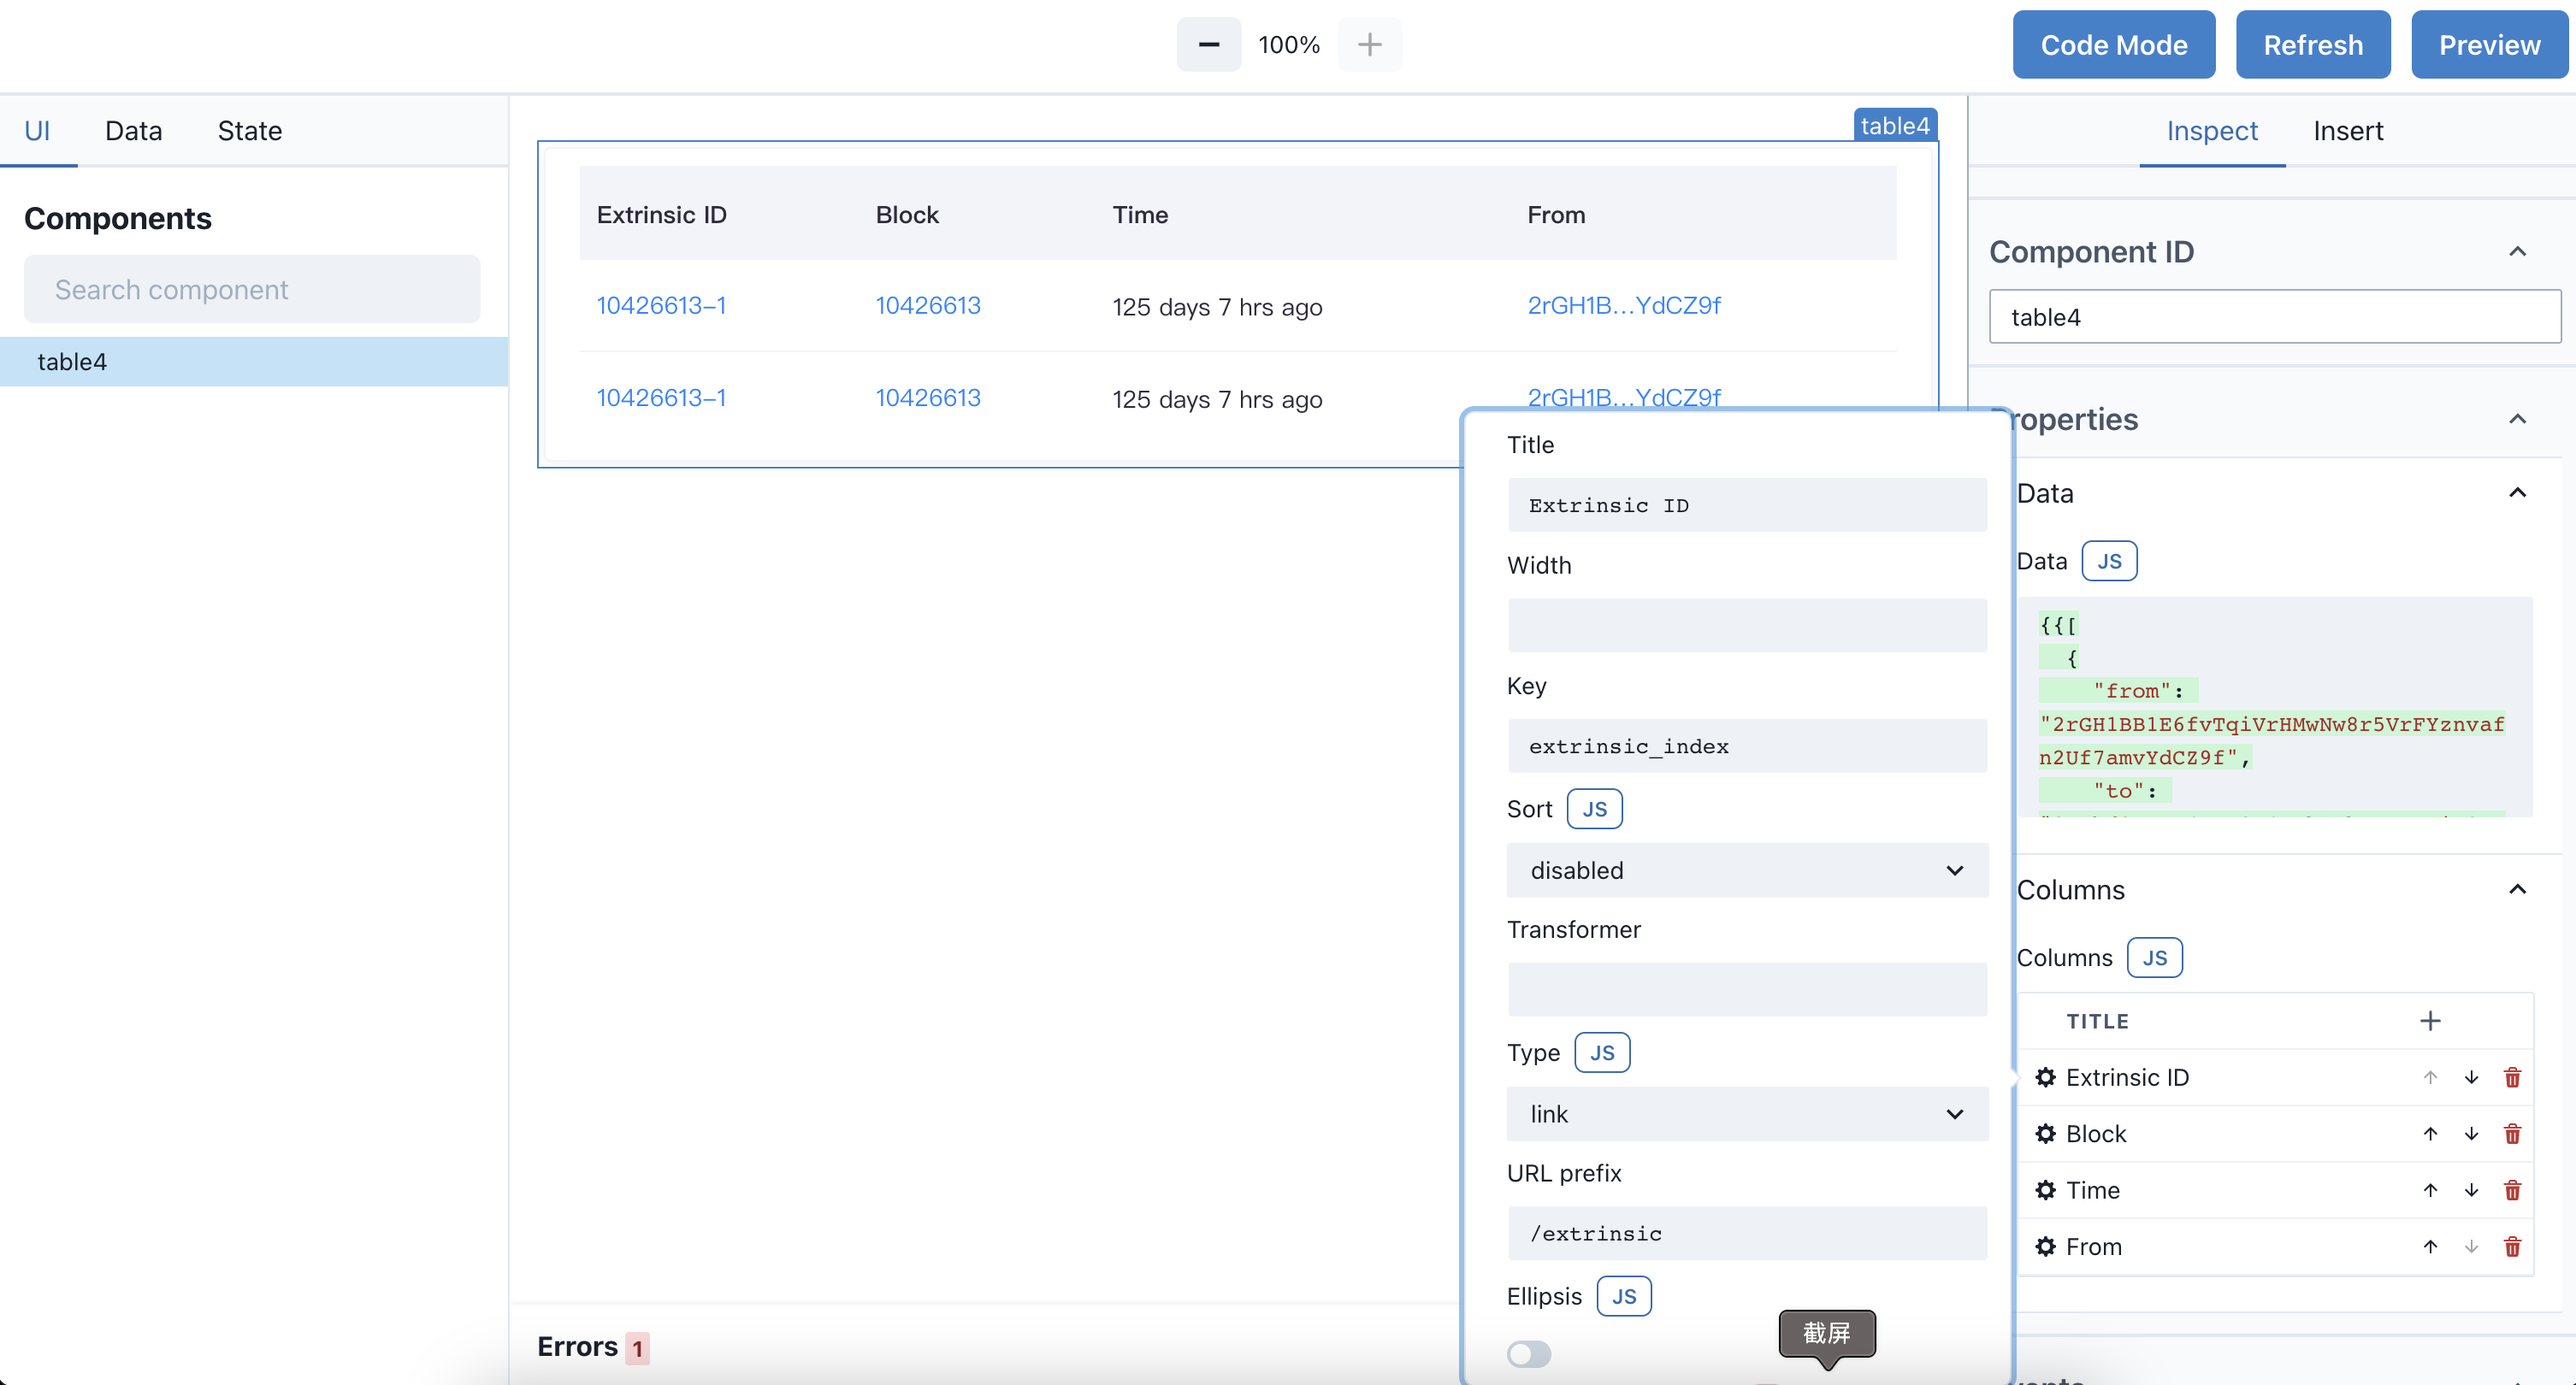 100%
Code Mode
Refresh
Preview
UI
Data
State
Components
Search component
table4
table4
Extrinsic ID
Block
Time
From
10426613–1
10426613
125 days 7 hrs ago
2rGH1B...YdCZ9f
10426613–1
10426613
125 days 7 hrs ago
2rGH1B...YdCZ9f
Errors 1
Title
Extrinsic ID
Width
Key
extrinsic_index
Sort JS
disabled
Transformer
Type JS
link
URL prefix
/extrinsic
Ellipsis JS
截屏
Inspect
Insert
Component ID
table4
Properties
Data
Data JS
{{[
{
"from":
"2rGH1BB1E6fvTqiVrHMwNw8r5VrFYznvaf
n2Uf7amvYdCZ9f",
"to":
Columns
Columns JS
TITLE
Extrinsic ID
Block
Time
From